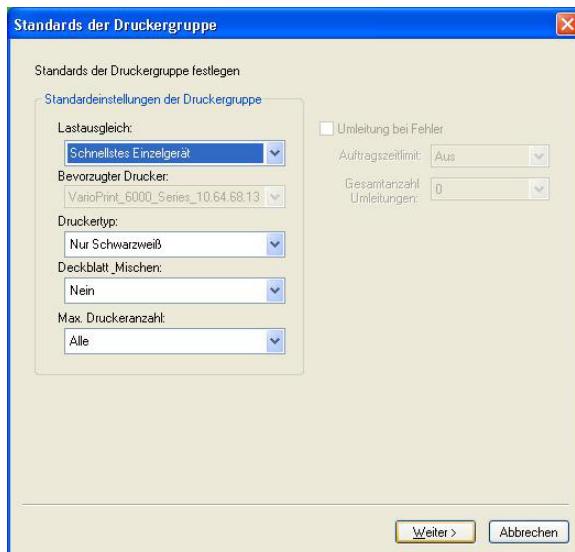 Standards der Druckergruppe
Standards der Druckergruppe festlegen
Standardeinstellungen der Druckergruppe
Lastausgleich:
Schnellstes Einzelgerät
Bevorzugter Drucker:
VarioPrint_6000_Series_10.64.68.13
Druckertyp:
Nur Schwarzweiß
Deckblatt_Mischen:
Nein
Max. Druckeranzahl:
Alle
Umleitung bei Fehler
Auftragszeitlimit: Aus
Gesamtanzahl
Umleitungen: 0
Weiter > Abbrechen